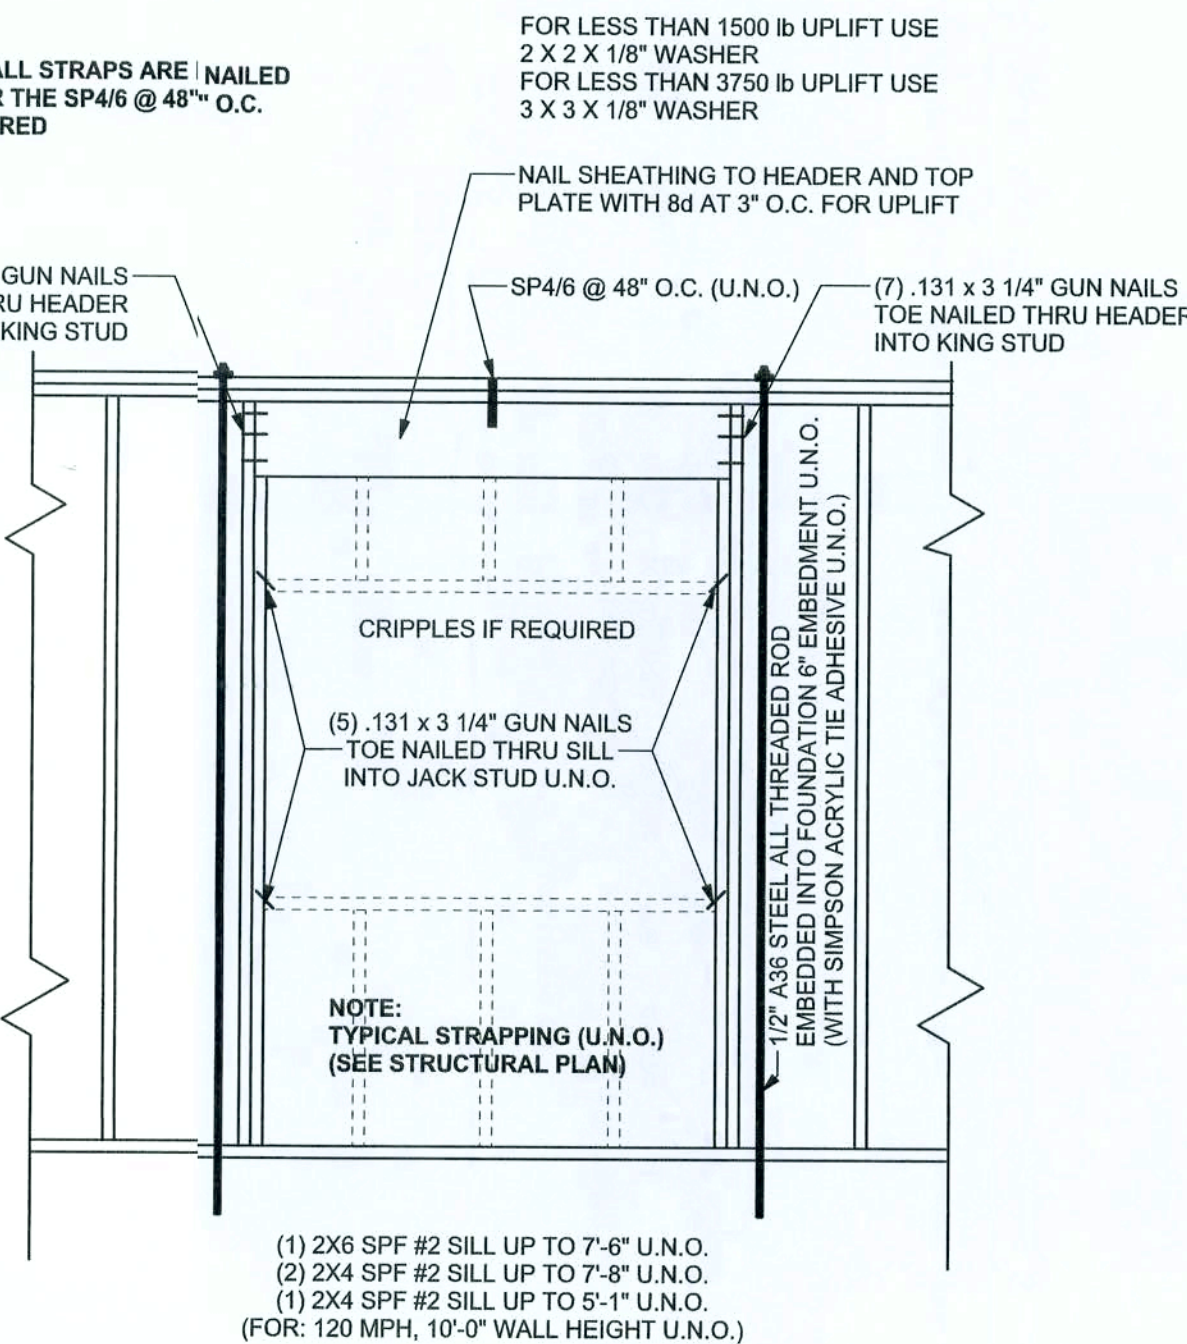 ALL STRAPS ARE NAILED
THE SP4/6 @ 48"" O.C.
FOR LESS THAN 1500 lb UPLIFT USE
2 X 2 X 1/8" WASHER
FOR LESS THAN 3750 lb UPLIFT USE
3 X 3 X 1/8" WASHER
NAIL SHEATHING TO HEADER AND TOP
PLATE WITH 8d AT 3" O.C. FOR UPLIFT
GUN NAILS
HEADER
KING STUD
SP4/6 @ 48" O.C. (U.N.O.)
(7) .131 x 3 1/4" GUN NAILS
TOE NAILED THRU HEADER
INTO KING STUD
CRIPPLES IF REQUIRED
(5) .131 x 3 1/4" GUN NAILS
TOE NAILED THRU SILL
INTO JACK STUD U.N.O.
1/2" A36 STEEL ALL THREADED ROD
EMBEDDED INTO FOUNDATION 6" EMBEDMENT U.N.O.
(WITH SIMPSON ACRYLIC TIE ADHESIVE U.N.O.)
NOTE:
TYPICAL STRAPPING (U.N.O.)
(SEE STRUCTURAL PLAN)
(1) 2X6 SPF #2 SILL UP TO 7'-6" U.N.O.
(2) 2X4 SPF #2 SILL UP TO 7'-8" U.N.O.
(1) 2X4 SPF #2 SILL UP TO 5'-1" U.N.O.
(FOR: 120 MPH, 10'-0" WALL HEIGHT U.N.O.)